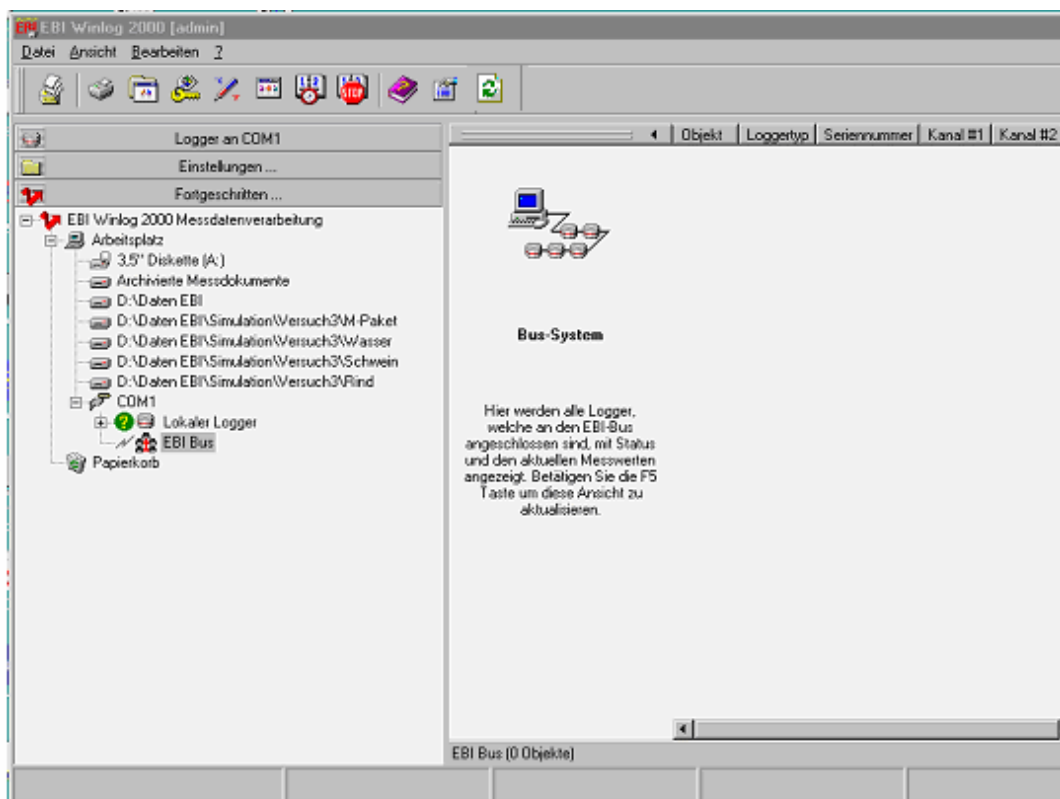 EBI Winlog 2000 [admin]
Datei Ansicht Bearbeiten ?
STOP
Logger an COM1
Einstellungen ...
Fortgeschritten ...
EBI Winlog 2000 Messdatenverarbeitung
Arbeitsplatz
3,5" Diskette (A:)
Archivierte Messdokumente
D:\Daten EBI
D:\Daten EBI\Simulation\Versuch3\M-Paket
D:\Daten EBI\Simulation\Versuch3\Wasser
D:\Daten EBI\Simulation\Versuch3\Schwein
D:\Daten EBI\Simulation\Versuch3\Rind
COM1
Lokaler Logger
EBI Bus
Papierkorb
Objekt Loggertyp Seriennummer Kanal #1 Kanal #2
Bus-System
Hier werden alle Logger,
welche an den EBI-Bus
angeschlossen sind, mit Status
und den aktuellen Messwerten
angezeigt. Betätigen Sie die F5
Taste um diese Ansicht zu
aktualisieren.
EBI Bus (0 Objekte)